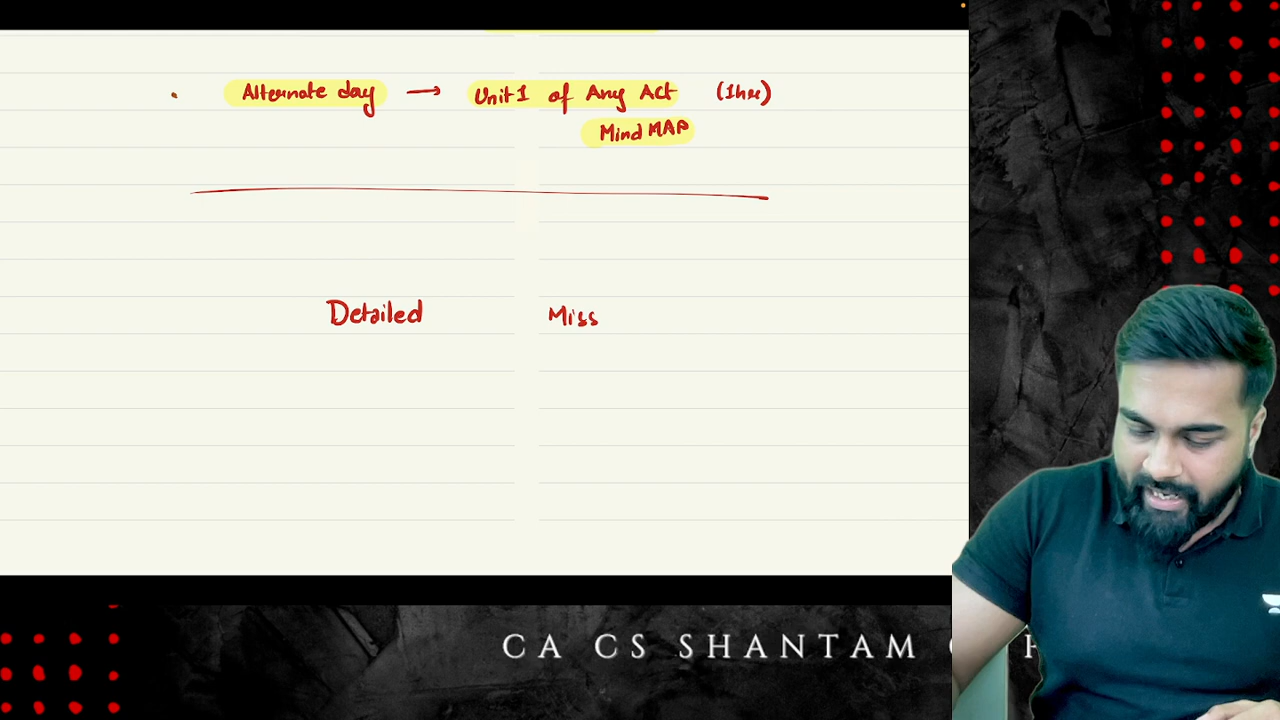 Alternate day → Unit 1 of Any Act (1hr)
Mind MAP
Detailed Miss
CA CS SHANTAM